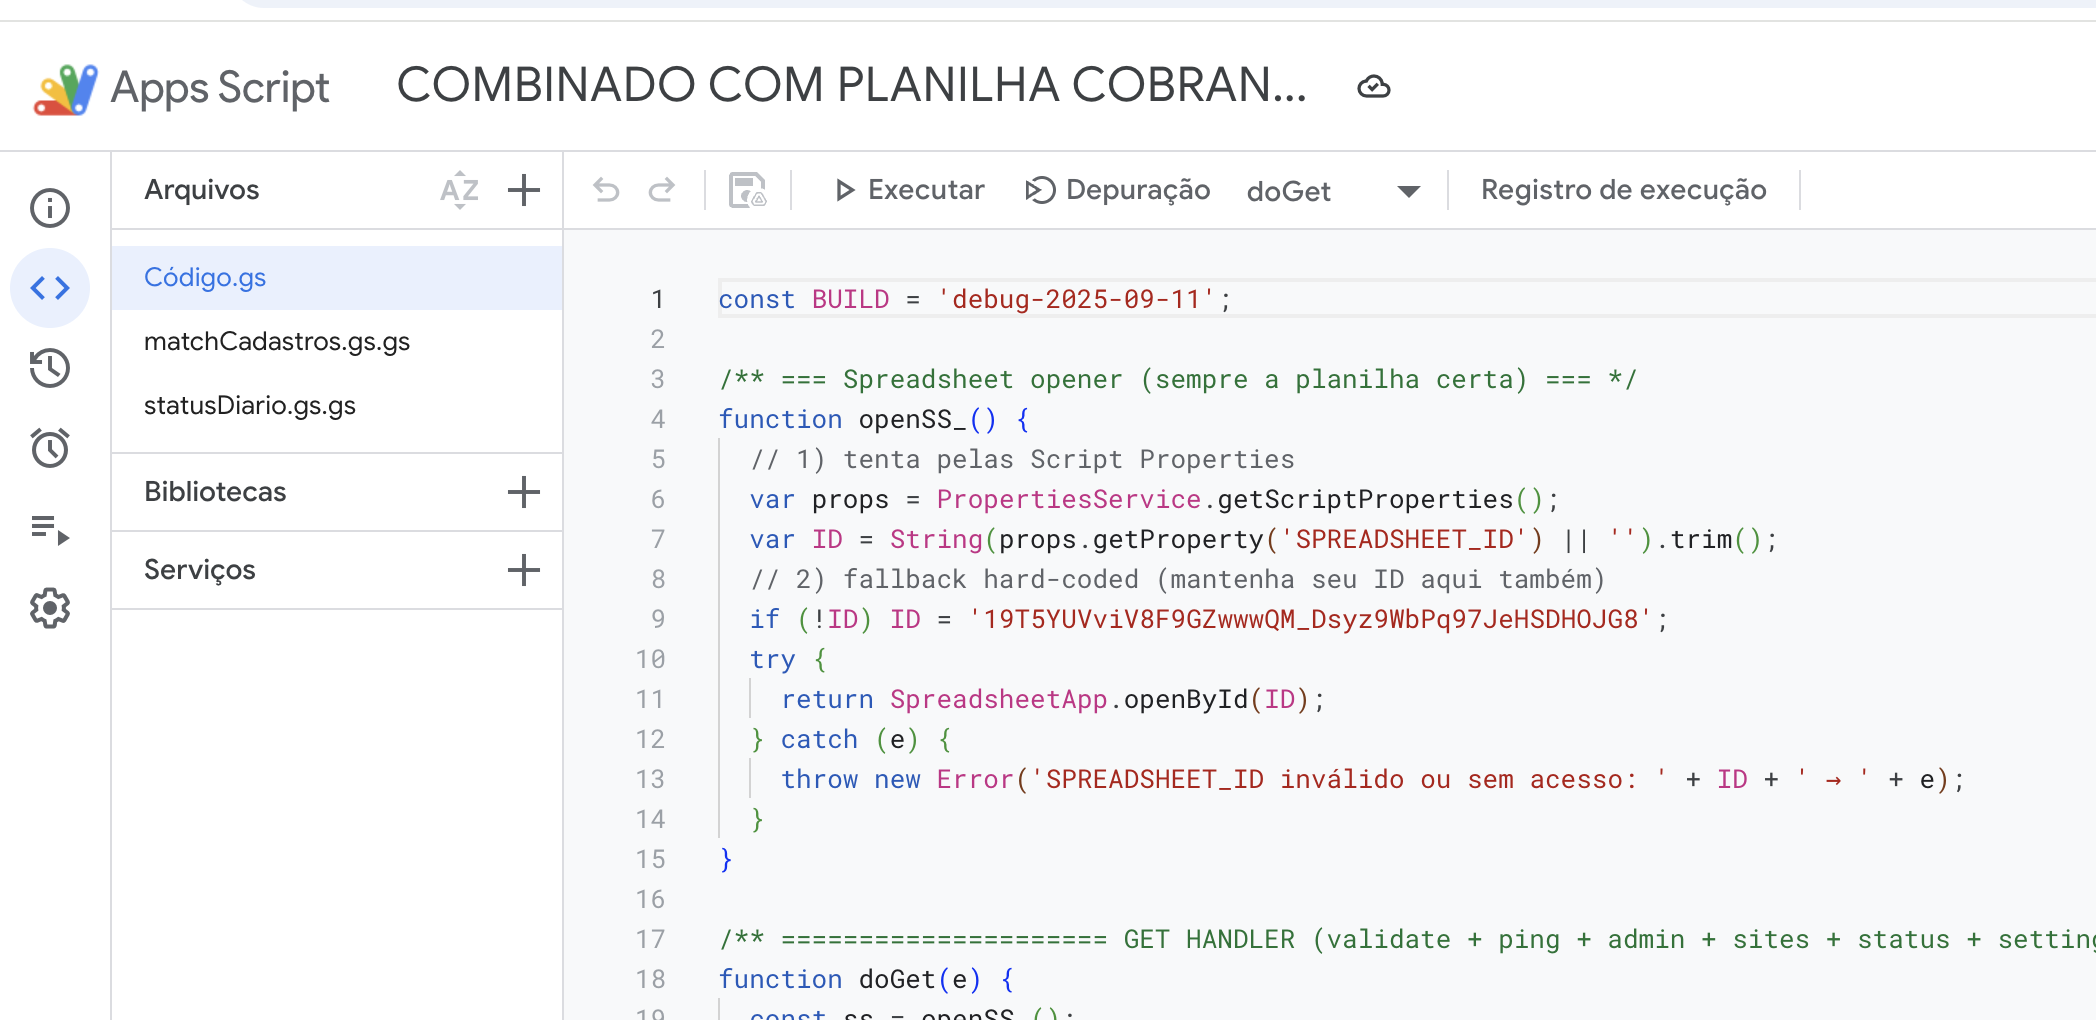 Apps Script
COMBINADO COM PLANILHA COBRAN...
Arquivos
AZ
Executar
Depuração
doGet
Registro de execução
Código.gs
matchCadastros.gs.gs
statusDiario.gs.gs
Bibliotecas
Serviços
1 const BUILD = 'debug-2025-09-11';
2
3 /** === Spreadsheet opener (sempre a planilha certa) === */
4 function openSS_() {
5 // 1) tenta pelas Script Properties
6 var props = PropertiesService.getScriptProperties();
7 var ID = String(props.getProperty('SPREADSHEET_ID') || '').trim();
8 // 2) fallback hard-coded (mantenha seu ID aqui também)
9 if (!ID) ID = '19T5YUVviV8F9GZwwwQM_Dsyz9WbPq97JeHSDHOJG8';
10 try {
11 return SpreadsheetApp.openById(ID);
12 } catch (e) {
13 throw new Error('SPREADSHEET_ID inválido ou sem acesso: ' + ID + ' → ' + e);
14 }
15 }
16
17 /** ===================== GET HANDLER (validate + ping + admin + sites + status + setting
18 function doGet(e) {
19 const ss = openSS_();